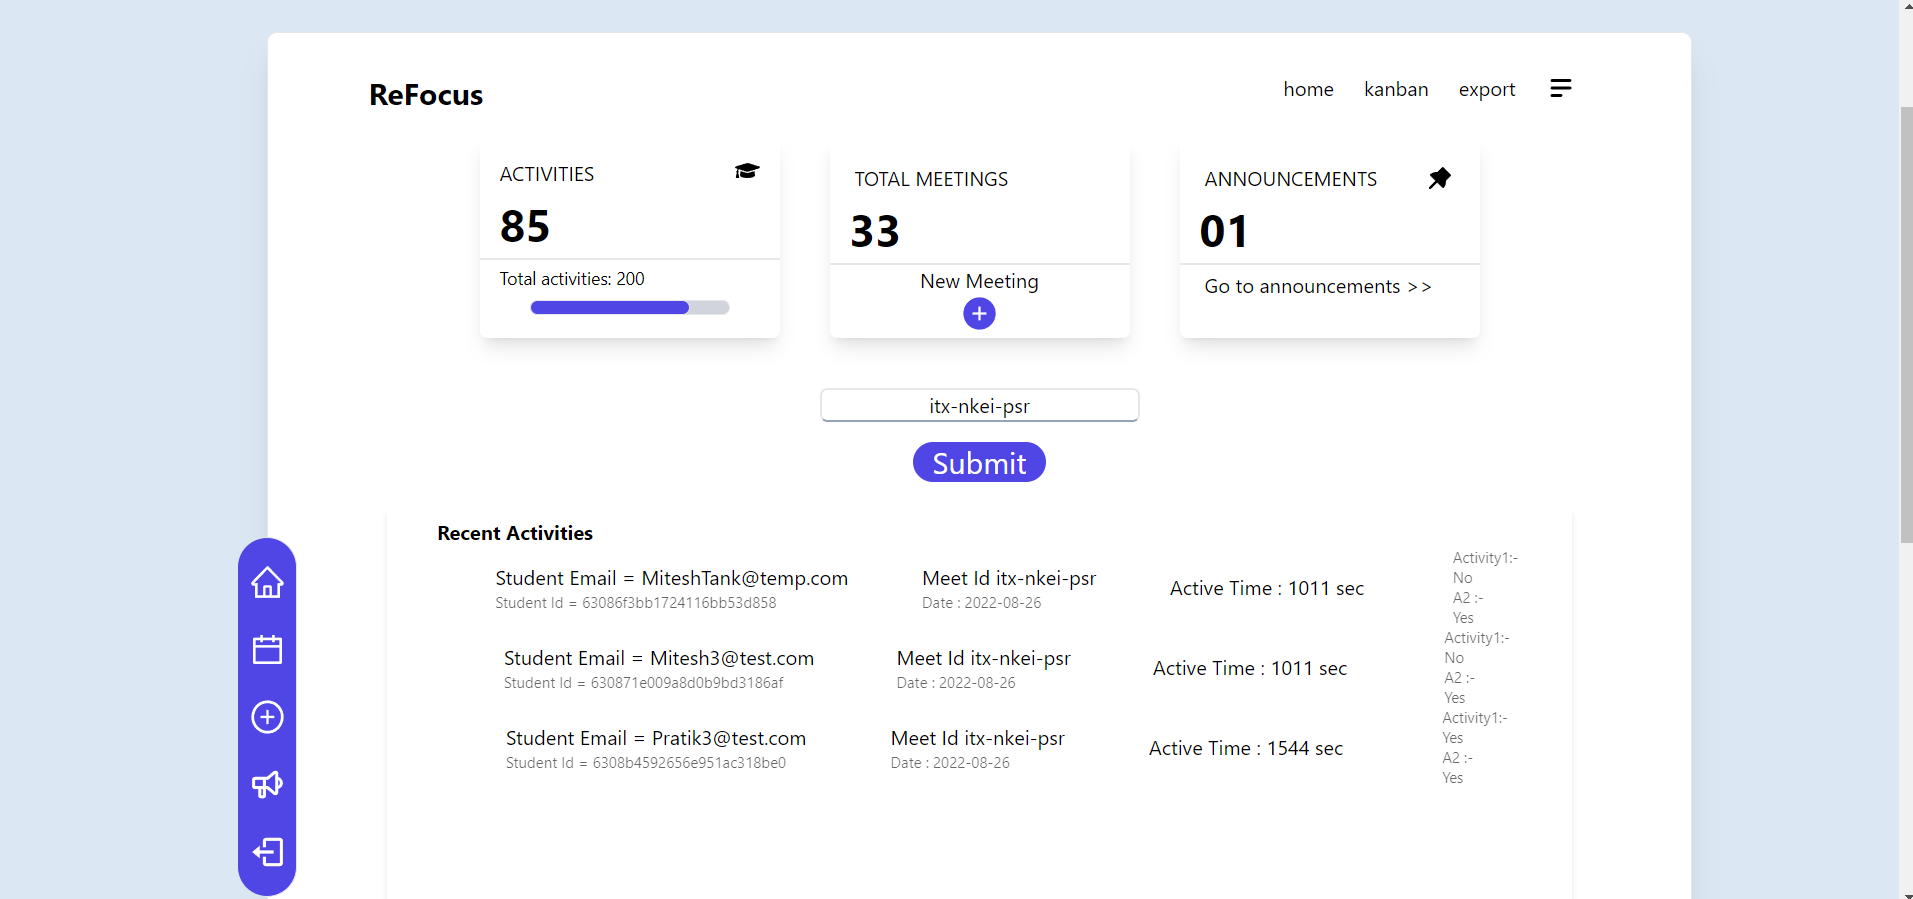 ReFocus
home kanban export
ACTIVITIES
85
Total activities: 200
TOTAL MEETINGS
33
New Meeting
ANNOUNCEMENTS
01
Go to announcements >>
itx-nkei-psr
Submit
Recent Activities
Student Email = MiteshTank@temp.com
Student Id = 63086f3bb1724116bb53d858
Meet Id itx-nkei-psr
Date : 2022-08-26
Active Time : 1011 sec
Activity1:-
No
A2 :-
Yes
Student Email = Mitesh3@test.com
Student Id = 630871e009a8d0b9bd3186af
Meet Id itx-nkei-psr
Date : 2022-08-26
Active Time : 1011 sec
Activity1:-
No
A2 :-
Yes
Student Email = Pratik3@test.com
Student Id = 6308b4592656e951ac318be0
Meet Id itx-nkei-psr
Date : 2022-08-26
Active Time : 1544 sec
Activity1:-
Yes
A2 :-
Yes